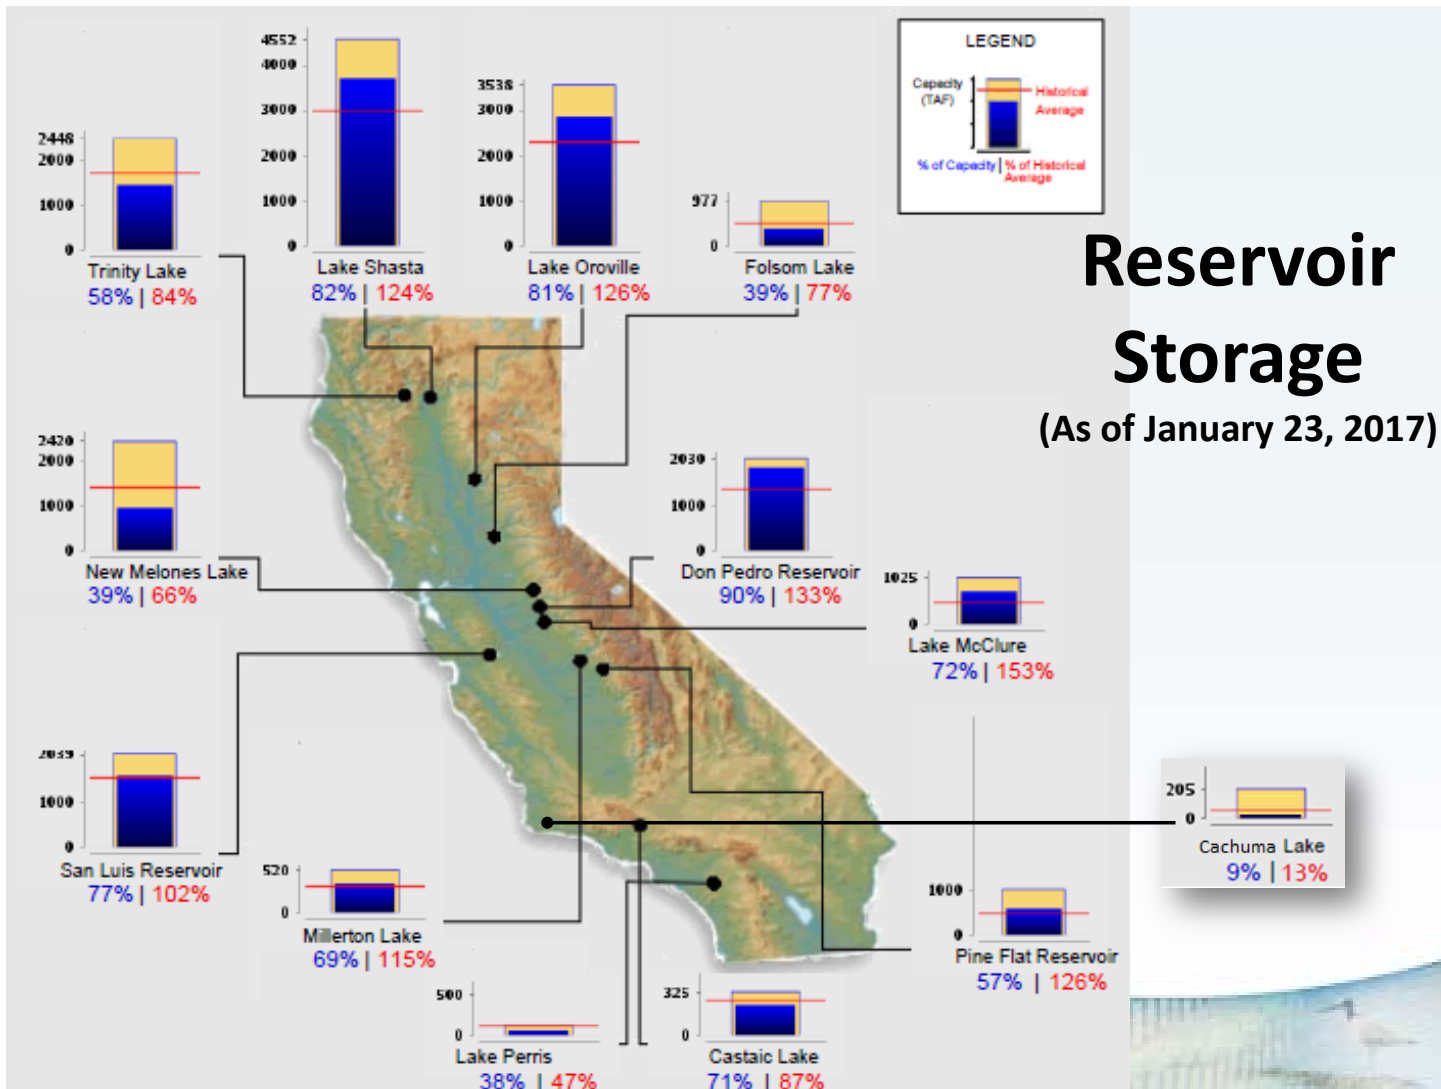 4552
4000
3000
2000
1000
0
Lake Shasta
82% | 124%
3538
3000
2000
1000
0
Lake Oroville
81% | 126%
977
0
Folsom Lake
39% | 77%
LEGEND
Capacity
(TAF)
Historical
Average
% of Capacity | % of Historical
Average
2448
2000
1000
0
Trinity Lake
58% | 84%
Reservoir
Storage
(As of January 23, 2017)
2420
2000
1000
0
New Melones Lake
39% | 66%
2030
1000
0
Don Pedro Reservoir
90% | 133%
1025
0
Lake McClure
72% | 153%
2039
1000
0
San Luis Reservoir
77% | 102%
520
0
Millerton Lake
69% | 115%
205
0
Cachuma Lake
9% | 13%
1000
0
Pine Flat Reservoir
57% | 126%
500
0
Lake Perris
38% | 47%
325
0
Castaic Lake
71% | 87%